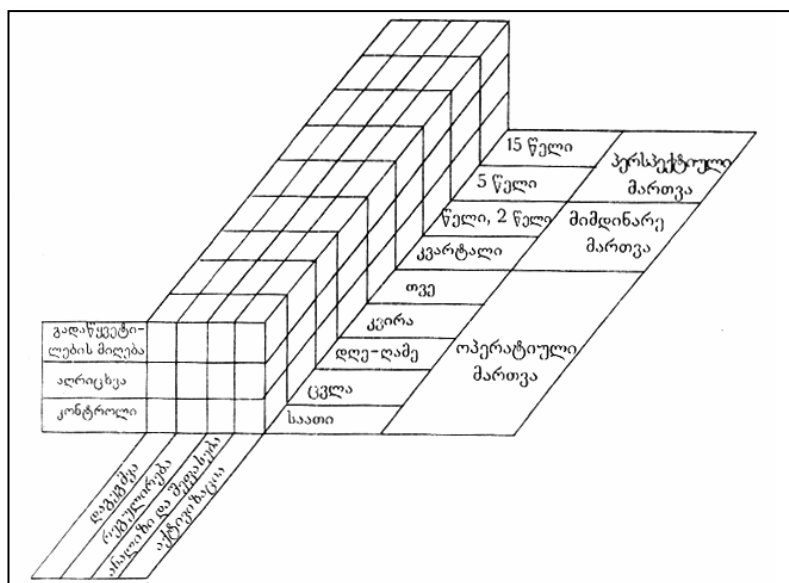 15 წელი
5 წელი
წელი, 2 წელი
კვარტალი
თვე
კვირა
დღე-ღამე
ცვლა
საათი
პერსპექტიული
მართვა
მიმდინარე
მართვა
ოპერატიული
მართვა
გადაწყვეტი-
ლების მიღება
აღრიცხვა
კონტროლი
დაგეგმვა
რეგულირება
ანალიზი და შეფასება
აქტივიზაცია